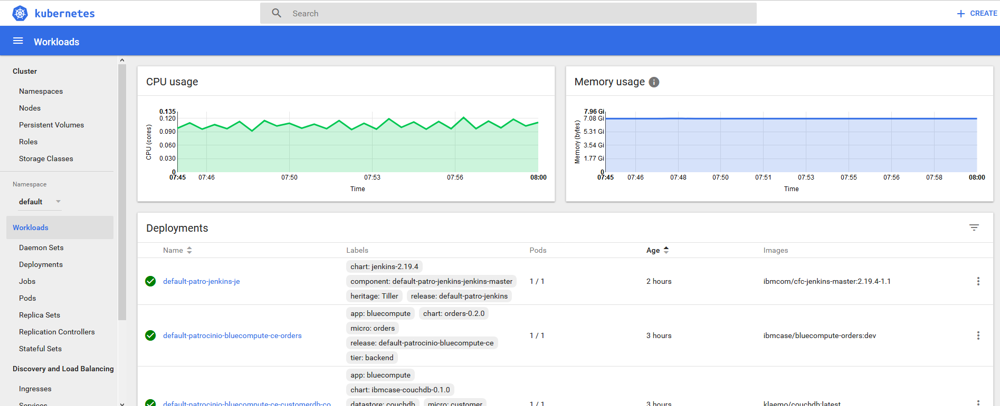 kubernetes
Search
CREATE
Workloads
Cluster
Namespaces
Nodes
Persistent Volumes
Roles
Storage Classes
Namespace
default
Workloads
Daemon Sets
Deployments
Jobs
Pods
Replica Sets
Replication Controllers
Stateful Sets
Discovery and Load Balancing
Ingresses
Services
CPU usage
CPU (cores)
0.135
0.120
0.090
0.060
0.030
0
07:45 07:46 07:50 07:53 07:56 08:00
Time
Memory usage
Memory (bytes)
7.96 Gi
7.08 Gi
5.31 Gi
3.54 Gi
1.77 Gi
0
07:45 07:46 07:48 07:50 07:51 07:53 07:55 07:56 07:58 08:00
Time
Deployments
Name Labels Pods Age Images
chart: jenkins-2.19.4
default-patro-jenkins-je component: default-patro-jenkins-jenkins-master 1 / 1 2 hours ibmcom/cfc-jenkins-master:2.19.4-1.1
heritage: Tiller release: default-patro-jenkins
app: bluecompute chart: orders-0.2.0
micro: orders
default-patrocinio-bluecompute-ce-orders 1 / 1 3 hours ibmcase/bluecompute-orders:dev
release: default-patrocinio-bluecompute-ce
tier: backend
app: bluecompute
chart: ibmcase-couchdb-0.1.0
default-patrocinio-bluecompute-ce-customerdb-co datastore: couchdb micro: customer 1 / 1 3 hours klaemo/couchdb:latest